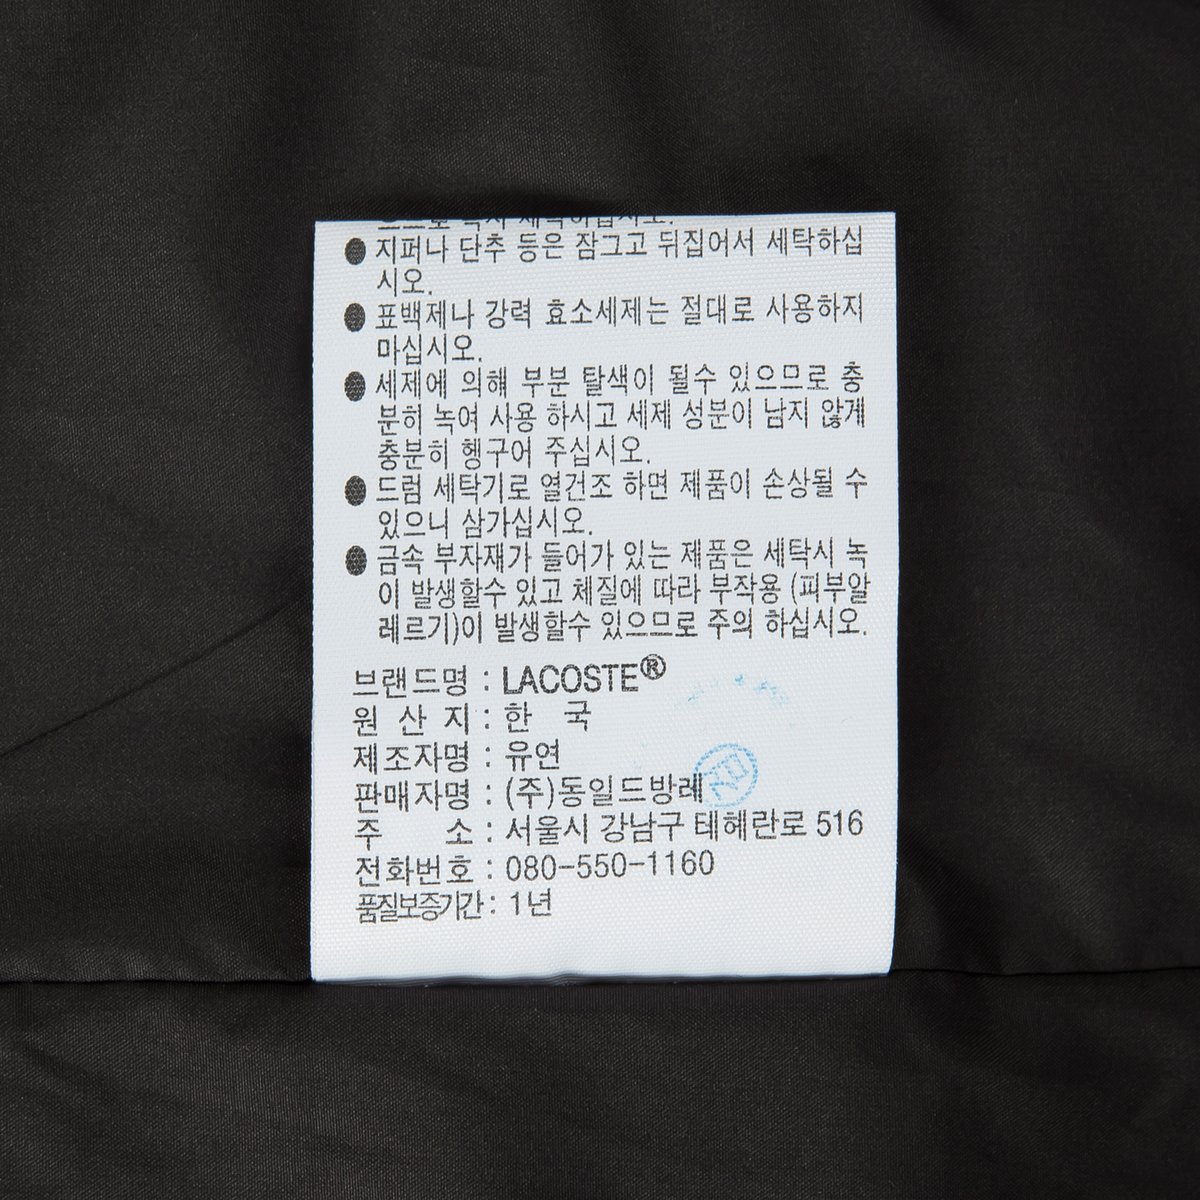 ● 지퍼나 단추 등은 잠그고 뒤집어서 세탁하십
시오.
● 표백제나 강력 효소세제는 절대로 사용하지
마십시오.
● 세제에 의해 부분 탈색이 될수 있으므로 충
분히 녹여 사용 하시고 세제 성분이 남지 않게
충분히 헹구어 주십시오.
● 드럼 세탁기로 열건조 하면 제품이 손상될 수
있으니 삼가십시오.
● 금속 부자재가 들어가 있는 제품은 세탁시 녹
이 발생할수 있고 체질에 따라 부작용 (피부알
레르기)이 발생할수 있으므로 주의 하십시오.
브랜드명 : LACOSTE®
원 산 지 : 한 국
제조자명 : 유연
판매자명 : (주)동일드방레
주 소 : 서울시 강남구 테헤란로 516
전화번호 : 080-550-1160
품질보증기간 : 1년